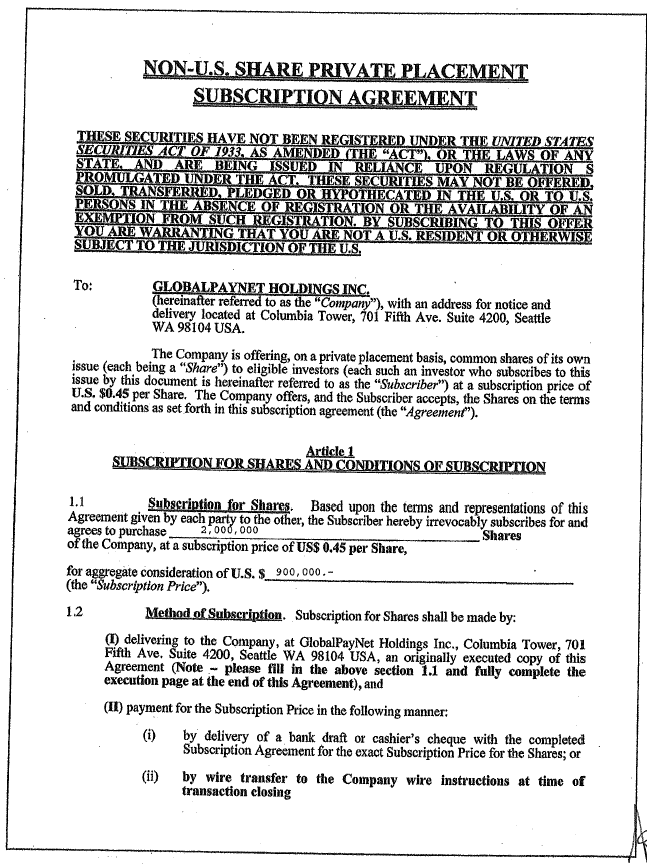 NON-U.S. SHARE PRIVATE PLACEMENT
SUBSCRIPTION AGREEMENT
THESE SECURITIES HAVE NOT BEEN REGISTERED UNDER THE UNITED STATES
SECURITIES ACT OF 1933, AS AMENDED (THE "ACT"), OR THE LAWS OF ANY
STATE, AND ARE BEING ISSUED IN RELIANCE UPON REGULATION S
PROMULGATED UNDER THE ACT. THESE SECURITIES MAY NOT BE OFFERED,
SOLD, TRANSFERRED, PLEDGED OR HYPOTHECATED IN THE U.S. OR TO U.S.
PERSONS IN THE ABSENCE OF REGISTRATION OR THE AVAILABILITY OF AN
EXEMPTION FROM SUCH REGISTRATION. BY SUBSCRIBING TO THIS OFFER
YOU ARE WARRANTING THAT YOU ARE NOT A U.S. RESIDENT OR OTHERWISE
SUBJECT TO THE JURISDICTION OF THE U.S.
To: GLOBALPAYNET HOLDINGS INC.
(hereinafter referred to as the "Company"), with an address for notice and
delivery located at Columbia Tower, 701 Fifth Ave. Suite 4200, Seattle
WA 98104 USA.
The Company is offering, on a private placement basis, common shares of its own
issue (each being a "Share") to eligible investors (each such an investor who subscribes to this
issue by this document is hereinafter referred to as the "Subscriber") at a subscription price of
U.S. $0.45 per Share. The Company offers, and the Subscriber accepts, the Shares on the terms
and conditions as set forth in this subscription agreement (the "Agreement").
Article 1
SUBSCRIPTION FOR SHARES AND CONDITIONS OF SUBSCRIPTION
1.1 Subscription for Shares. Based upon the terms and representations of this
Agreement given by each party to the other, the Subscriber hereby irrevocably subscribes for and
agrees to purchase 2,000,000 Shares
of the Company, at a subscription price of US$ 0.45 per Share,
for aggregate consideration of U.S. $ 900,000.-
(the "Subscription Price").
1.2 Method of Subscription. Subscription for Shares shall be made by:
(I) delivering to the Company, at GlobalPayNet Holdings Inc., Columbia Tower, 701
Fifth Ave. Suite 4200, Seattle WA 98104 USA, an originally executed copy of this
Agreement (Note – please fill in the above section 1.1 and fully complete the
execution page at the end of this Agreement), and
(II) payment for the Subscription Price in the following manner:
(i) by delivery of a bank draft or cashier's cheque with the completed
Subscription Agreement for the exact Subscription Price for the Shares; or
(ii) by wire transfer to the Company wire instructions at time of
transaction closing